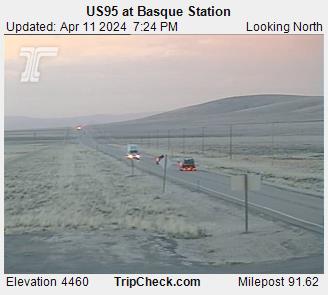 US95 at Basque Station
Updated: Apr 11 2024 7:24 PM Looking North
Elevation 4460 TripCheck.com Milepost 91.62